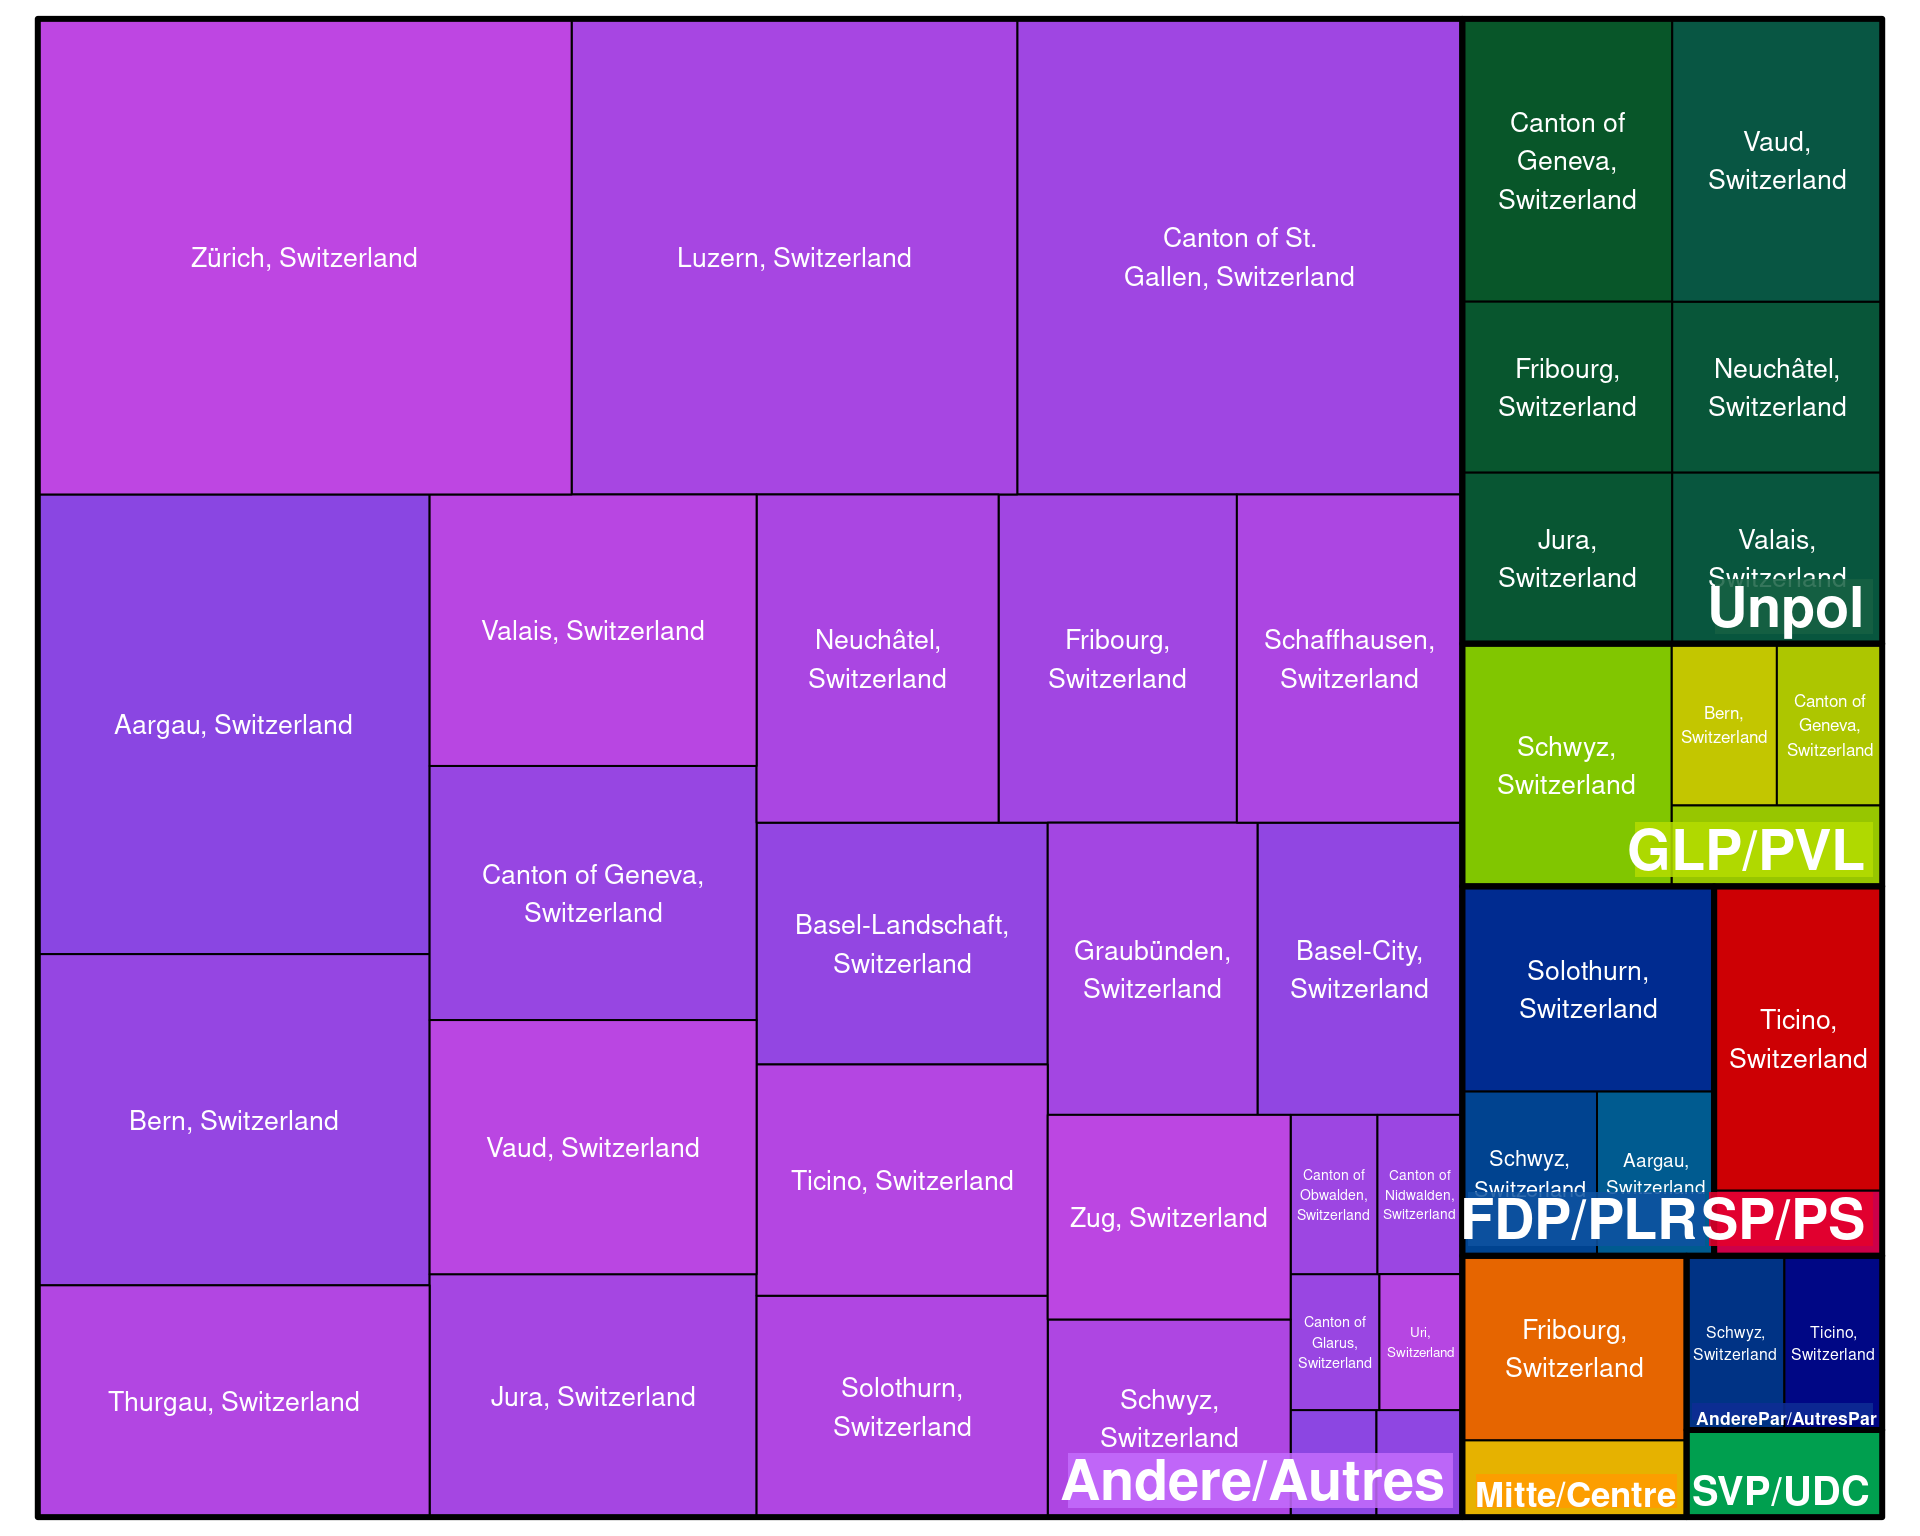 Zürich, Switzerland
Luzern, Switzerland
Canton of St.
Gallen, Switzerland
Aargau, Switzerland
Bern, Switzerland
Thurgau, Switzerland
Valais, Switzerland
Canton of Geneva,
Switzerland
Vaud, Switzerland
Jura, Switzerland
Neuchâtel,
Switzerland
Fribourg,
Switzerland
Schaffhausen,
Switzerland
Basel-Landschaft,
Switzerland
Ticino, Switzerland
Solothurn,
Switzerland
Graubünden,
Switzerland
Basel-City,
Switzerland
Zug, Switzerland
Schwyz,
Switzerland
Canton of
Obwalden,
Switzerland
Canton of
Nidwalden,
Switzerland
Canton of
Glarus,
Switzerland
Uri,
Switzerland
Andere/Autres
Canton of
Geneva,
Switzerland
Vaud,
Switzerland
Fribourg,
Switzerland
Neuchâtel,
Switzerland
Jura,
Switzerland
Valais,
Switzerland
Unpol
Schwyz,
Switzerland
Bern,
Switzerland
Canton of
Geneva,
Switzerland
GLP/PVL
Solothurn,
Switzerland
Schwyz,
Switzerland
Aargau,
Switzerland
FDP/PLR
Ticino,
Switzerland
SP/PS
Fribourg,
Switzerland
Mitte/Centre
Schwyz,
Switzerland
Ticino,
Switzerland
AnderePar/AutresPar
SVP/UDC